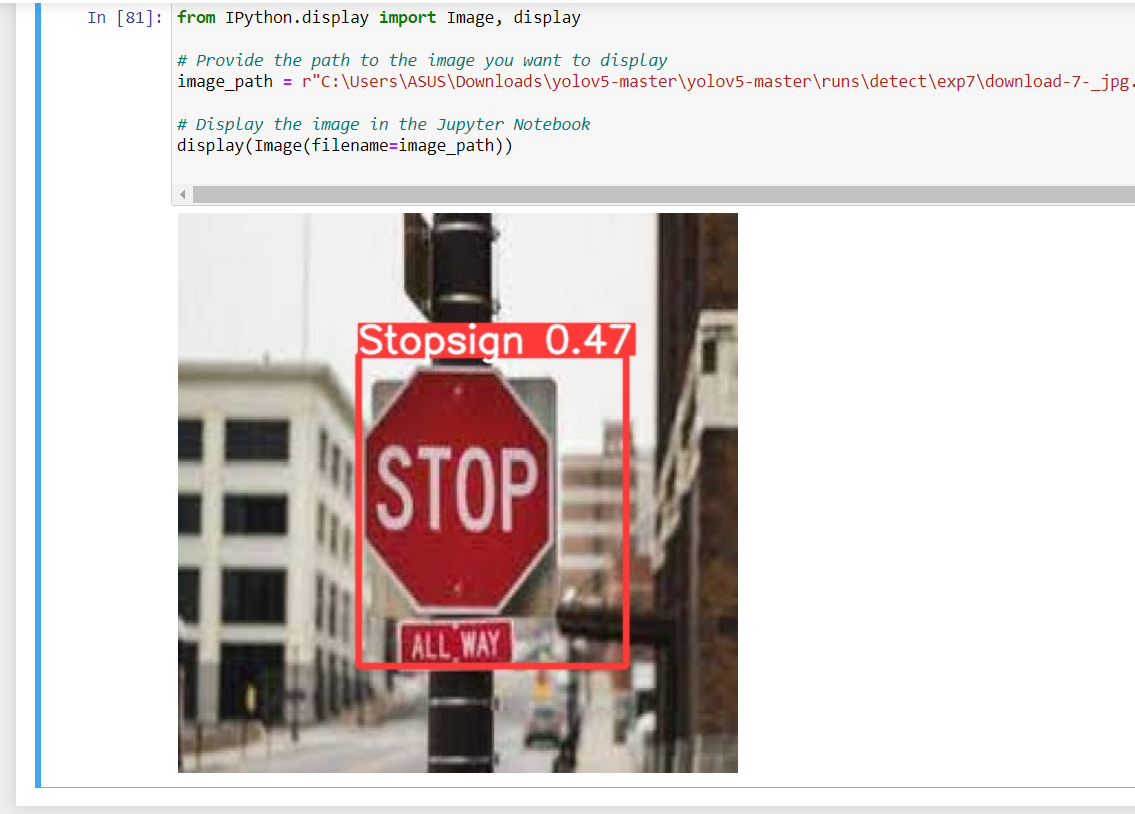 In [81]: from IPython.display import Image, display
# Provide the path to the image you want to display
image_path = r"C:\Users\ASUS\Downloads\yolov5-master\yolov5-master\runs\detect\exp7\download-7-_jpg.
# Display the image in the Jupyter Notebook
display(Image(filename=image_path))
Stopsign 0.47
STOP
ALL WAY